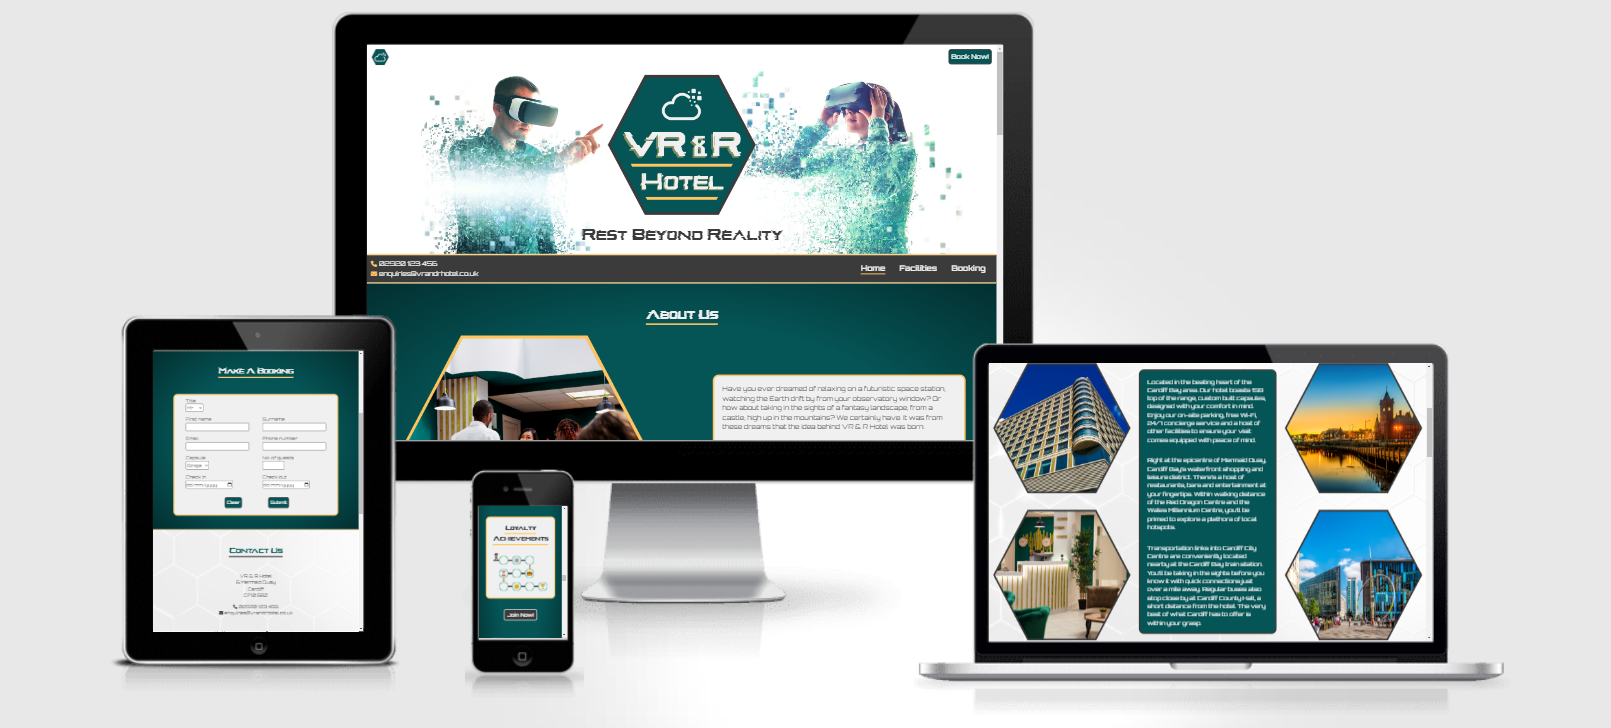 Book Now!
VR & R
HOTEL
REST BEYOND REALITY
02920 123 456
enquiries@vrandrhotel.co.uk
Home Facilities Booking
ABOUT US
Have you ever dreamed of relaxing on a futuristic space station,
watching the Earth drift by from your observatory window? Or
how about taking in the sights of a fantasy landscape, from a
castle, high up in the mountains? We certainly have. It was from
these dreams that the idea behind VR & R Hotel was born.
MAKE A BOOKING
Title
First name Surname
Email Phone number
Capsule No. of guests
Single
Check in Check out
dd/mm/yyyy dd/mm/yyyy
Clear Submit
CONTACT US
VR & R Hotel
Mermaid Quay
Cardiff
02920 123 456
enquiries@vrandrhotel.co.uk
LOYALTY
ACHIEVEMENTS
Join Now!
Located in the beating heart of the
Cardiff Bay area. Our hotel boasts 150
top of the range, custom built capsules,
designed with your comfort in mind.
Enjoy our on-site parking, free Wi-Fi,
24/7 concierge service and a host of
other facilities to ensure your visit
comes equipped with peace of mind.
Right at the epicentre of Mermaid Quay,
Cardiff Bay's waterfront shopping and
leisure district. There's a host of
restaurants, bars and entertainment at
your fingertips. Within walking distance
of the Red Dragon Centre and the
Wales Millennium Centre, you'll be
primed to explore a plethora of local
hotspots.
Transportation links into Cardiff City
Centre are conveniently located
nearby at the Cardiff Bay train station.
You'll be taking in the sights before you
know it with quick connections just
over a mile away. Regular buses also
stop close by at Cardiff County Hall, a
short distance from the hotel. The very
best of what Cardiff has to offer is
within your grasp.